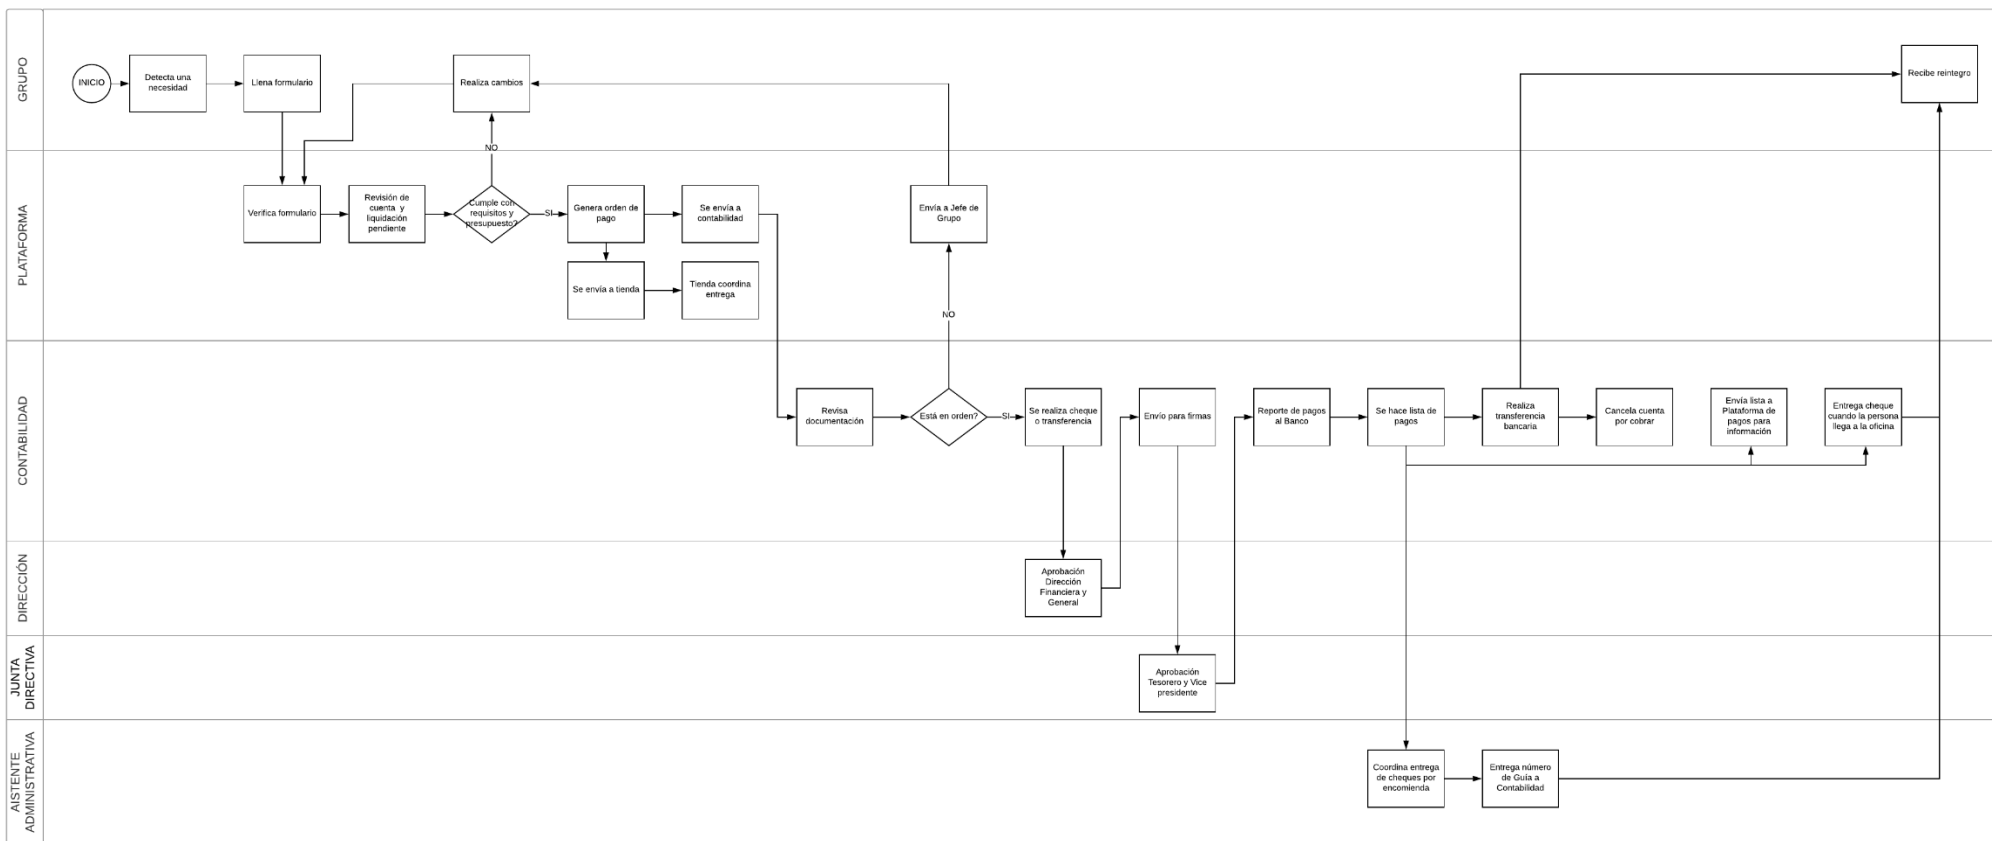 GRUPO
INICIO
Detecta una
necesidad
Llena formulario
Realiza cambios
Recibe reintegro
NO
PLATAFORMA
Verifica formulario
Revisión de
cuenta y
liquidación
pendiente
Cumple con
requisitos y
presupuesto?
SI
Genera orden de
pago
Se envía a
contabilidad
Envía a Jefe de
Grupo
Se envía a tienda
Tienda coordina
entrega
NO
CONTABILIDAD
Revisa
documentación
Está en orden?
SI
Se realiza cheque
o transferencia
Envío para firmas
Reporte de pagos
al Banco
Se hace lista de
pagos
Realiza
transferencia
bancaria
Cancela cuenta
por cobrar
Envía lista a
Plataforma de
pagos para
información
Entrega cheque
cuando la persona
llega a la oficina
DIRECCIÓN
Aprobación
Dirección
Financiera y
General
JUNTA
DIRECTIVA
Aprobación
Tesorero y Vice
presidente
AISTENTE
ADMINISTRATIVA
Coordina entrega
de cheques por
encomienda
Entrega número
de Guía a
Contabilidad